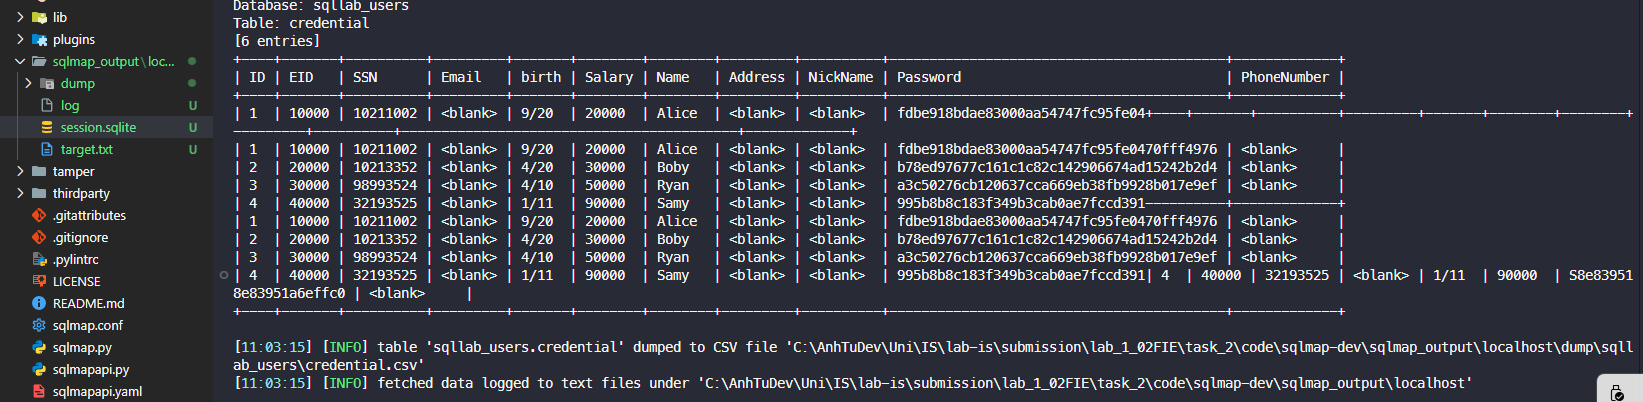 lib
plugins
sqlmap_output\loc...
dump
log U
session.sqlite U
target.txt U
tamper
thirdparty
.gitattributes
.gitignore
.pylintrc
LICENSE
README.md
sqlmap.conf
sqlmap.py
sqlmapapi.py
sqlmapapi.yaml
Database: sqllab_users
Table: credential
[6 entries]
+----+-------+----------+---------+-------+--------+-------+---------+----------+------------------------------------------+-------------+
| ID | EID | SSN | Email | birth | Salary | Name | Address | NickName | Password | PhoneNumber |
+----+-------+----------+---------+-------+--------+-------+---------+----------+------------------------------------------+-------------+
| 1 | 10000 | 10211002 | <blank> | 9/20 | 20000 | Alice | <blank> | <blank> | fdbe918bdae83000aa54747fc95fe04+----+-------+----------+---------+-------+--------+
---------+----------+------------------------------------------+-------------+
| 1 | 10000 | 10211002 | <blank> | 9/20 | 20000 | Alice | <blank> | <blank> | fdbe918bdae83000aa54747fc95fe0470fff4976 | <blank> |
| 2 | 20000 | 10213352 | <blank> | 4/20 | 30000 | Boby | <blank> | <blank> | b78ed97677c161c1c82c142906674ad15242b2d4 | <blank> |
| 3 | 30000 | 98993524 | <blank> | 4/10 | 50000 | Ryan | <blank> | <blank> | a3c50276cb120637cca669eb38fb9928b017e9ef | <blank> |
| 4 | 40000 | 32193525 | <blank> | 1/11 | 90000 | Samy | <blank> | <blank> | 995b8b8c183f349b3cab0ae7fccd391----------+-------------+
| 1 | 10000 | 10211002 | <blank> | 9/20 | 20000 | Alice | <blank> | <blank> | fdbe918bdae83000aa54747fc95fe0470fff4976 | <blank> |
| 2 | 20000 | 10213352 | <blank> | 4/20 | 30000 | Boby | <blank> | <blank> | b78ed97677c161c1c82c142906674ad15242b2d4 | <blank> |
| 3 | 30000 | 98993524 | <blank> | 4/10 | 50000 | Ryan | <blank> | <blank> | a3c50276cb120637cca669eb38fb9928b017e9ef | <blank> |
| 4 | 40000 | 32193525 | <blank> | 1/11 | 90000 | Samy | <blank> | <blank> | 995b8b8c183f349b3cab0ae7fccd391| 4 | 40000 | 32193525 | <blank> | 1/11 | 90000 | S8e83951
8e83951a6effc0 | <blank> |
+----+-------+----------+---------+-------+--------+-------+---------+----------+------------------------------------------+-------------+
[11:03:15] [INFO] table 'sqllab_users.credential' dumped to CSV file 'C:\AnhTuDev\Uni\IS\lab-is\submission\lab_1_02FIE\task_2\code\sqlmap-dev\sqlmap_output\localhost\dump\sqll
ab_users\credential.csv'
[11:03:15] [INFO] fetched data logged to text files under 'C:\AnhTuDev\Uni\IS\lab-is\submission\lab_1_02FIE\task_2\code\sqlmap-dev\sqlmap_output\localhost'